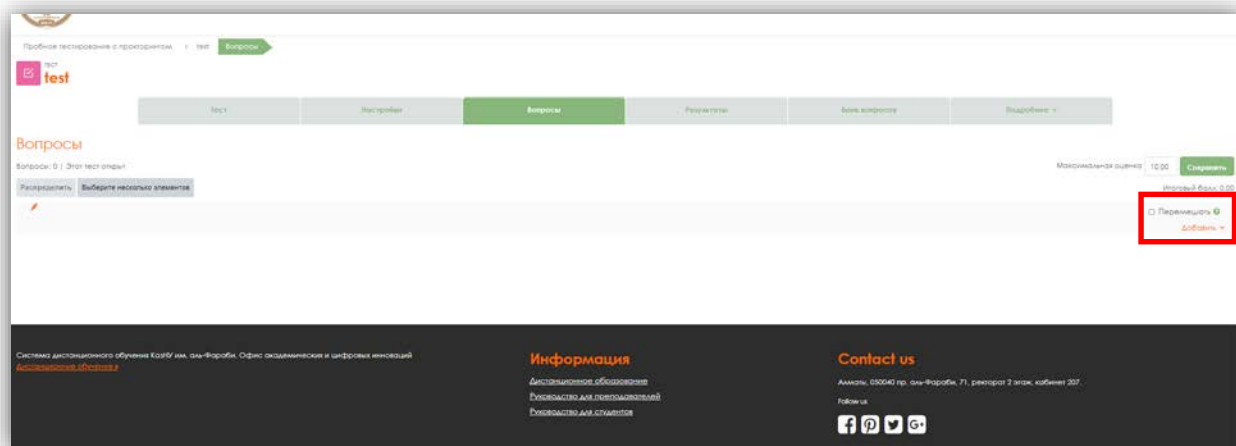 Пробное тестирование с прокторингом. > test Вопросы
ТЕСТ
test
Тест Настройки Вопросы Результаты Банк вопросов Подробнее
Вопросы
Вопросы: 0 | Этот тест открыт Максимальная оценка 10.00 Сохранить
Распределить Выберите несколько элементов Итоговый балл: 0.00
Перемешать
Добавить
Система дистанционного обучения КазНУ им. аль-Фараби. Офис академических и цифровых инноваций
Дистанционное обучение
Информация
Дистанционное образование
Руководство для преподавателей
Руководство для студентов
Contact us
Алматы, 050040 пр. аль-Фараби, 71, ректорат 2 этаж, кабинет 207.
Follow us